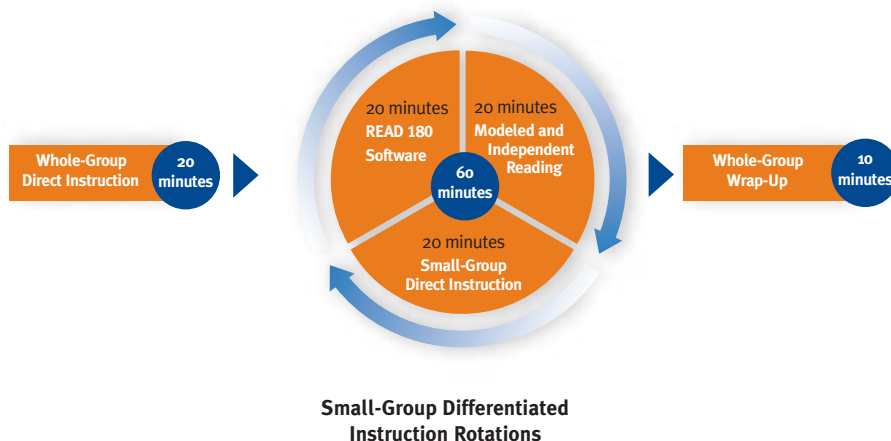 Whole-Group
Direct Instruction
20
minutes
20 minutes
READ 180
Software
20 minutes
Modeled and
Independent
Reading
60
minutes
20 minutes
Small-Group
Direct Instruction
Whole-Group
Wrap-Up
10
minutes
Small-Group Differentiated
Instruction Rotations